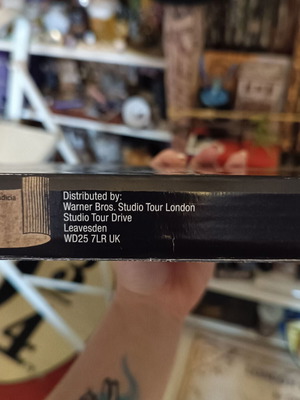 Distributed by:
Warner Bros. Studio Tour London
Studio Tour Drive
Leavesden
WD25 7LR UK